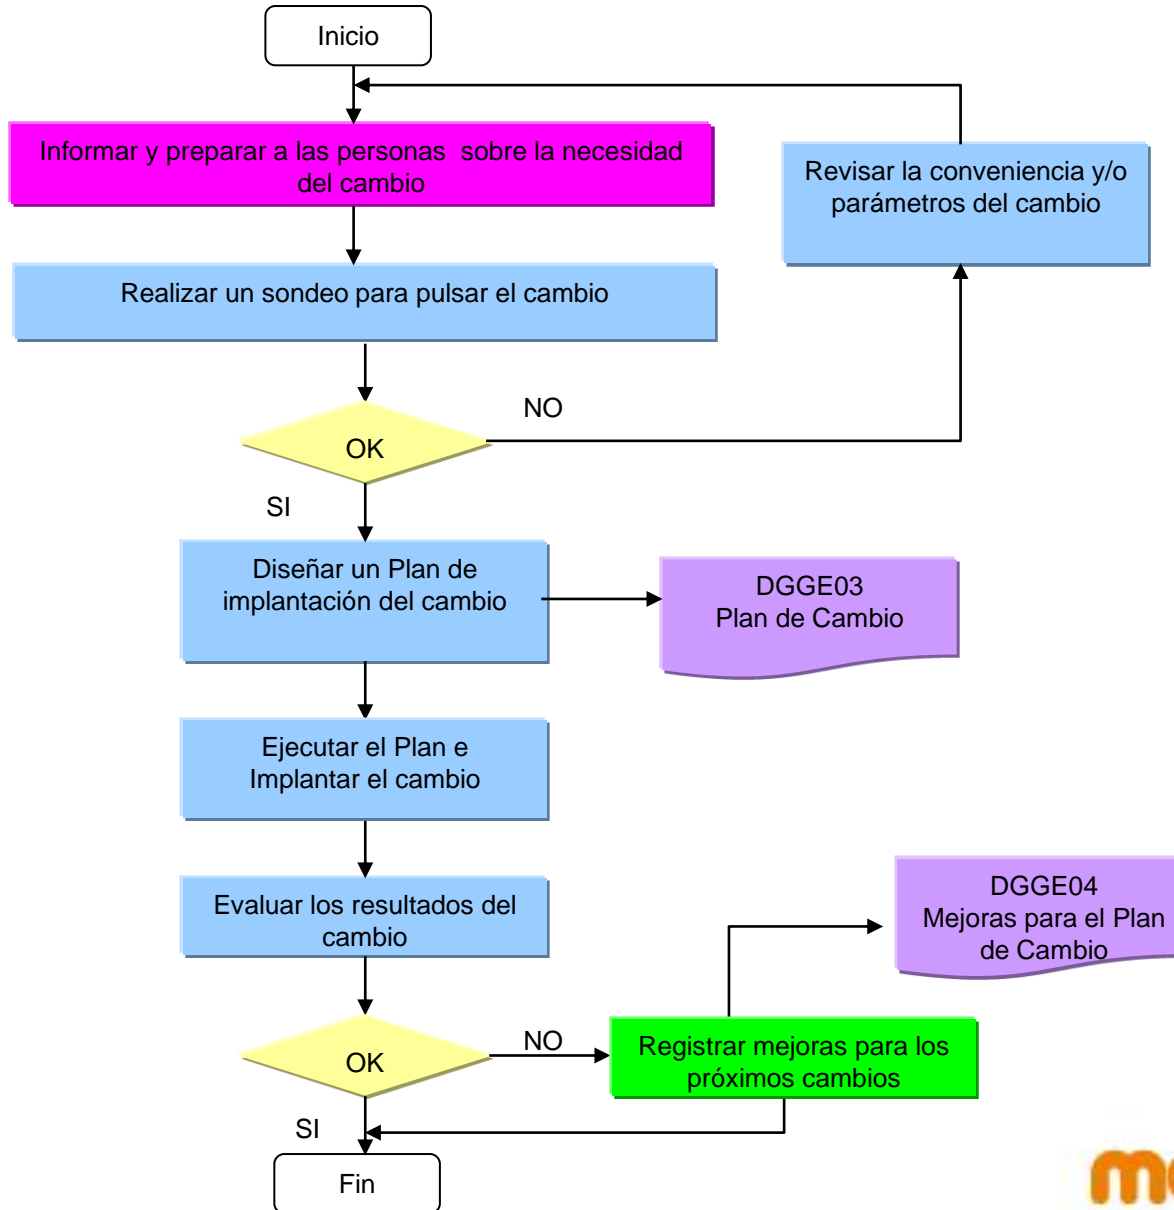 Inicio
Informar y preparar a las personas sobre la necesidad
del cambio
Revisar la conveniencia y/o
parámetros del cambio
Realizar un sondeo para pulsar el cambio
NO
OK
SI
Diseñar un Plan de
implantación del cambio
DGGE03
Plan de Cambio
Ejecutar el Plan e
Implantar el cambio
Evaluar los resultados del
cambio
DGGE04
Mejoras para el Plan
de Cambio
OK
NO
Registrar mejoras para los
próximos cambios
SI
Fin